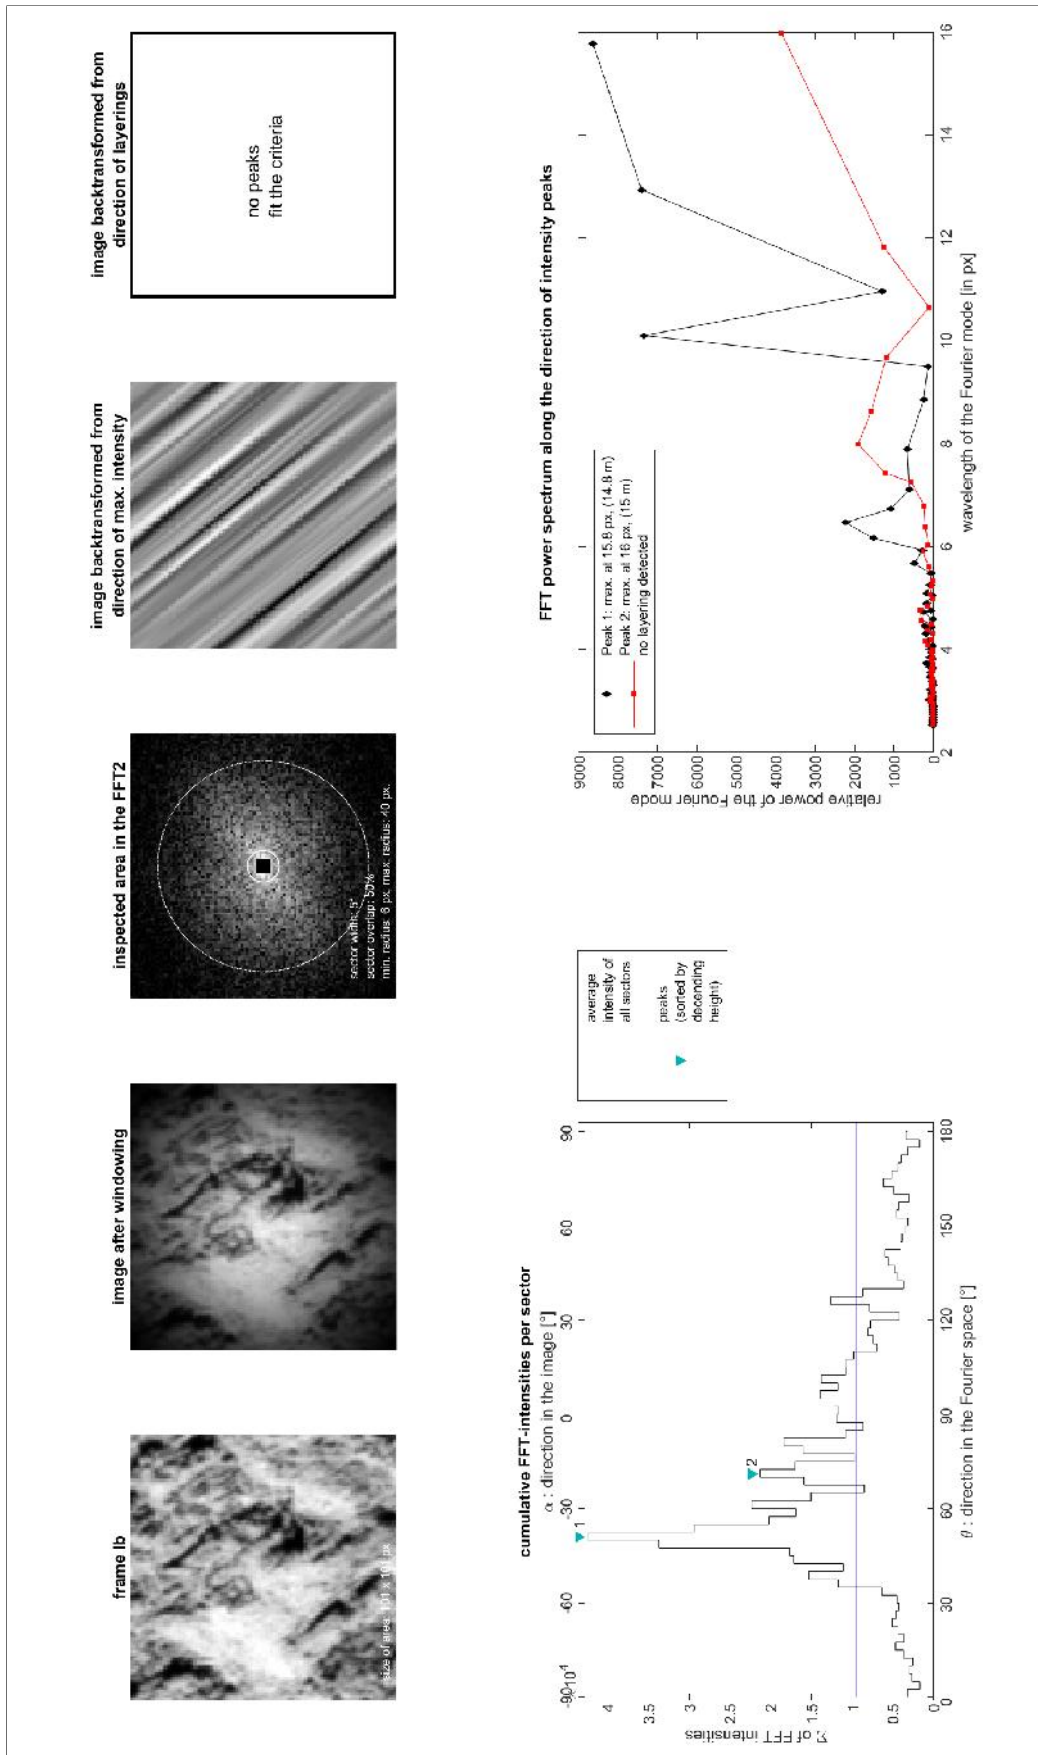 frame Ib
size of area: 101 x 101 px
image after windowing
inspected area in the FFT2
sector width: 5°
sector overlap: 50%
min. radius: 6 px, max. radius: 40 px,
image backtransformed from
direction of max. intensity
image backtransformed from
direction of layerings
no peaks
fit the criteria
cumulative FFT-intensities per sector
α : direction in the image [°]
-90 -60 -30 0 30 60 90
10⁴
Σ of FFT intensities
4
3.5
3
2.5
2
1.5
1
0.5
0
1
2
0 30 60 90 120 150 180
θ : direction in the Fourier space [°]
average
intensity of
all sectors
peaks
(sorted by
decending
height)
FFT power spectrum along the direction of intensity peaks
relative power of the Fourier mode
9000
8000
7000
6000
5000
4000
3000
2000
1000
0
Peak 1: max. at 15.8 px, (14.8 m)
Peak 2: max. at 16 px, (15 m)
no layering detected
2 4 6 8 10 12 14 16
wavelength of the Fourier mode [in px]